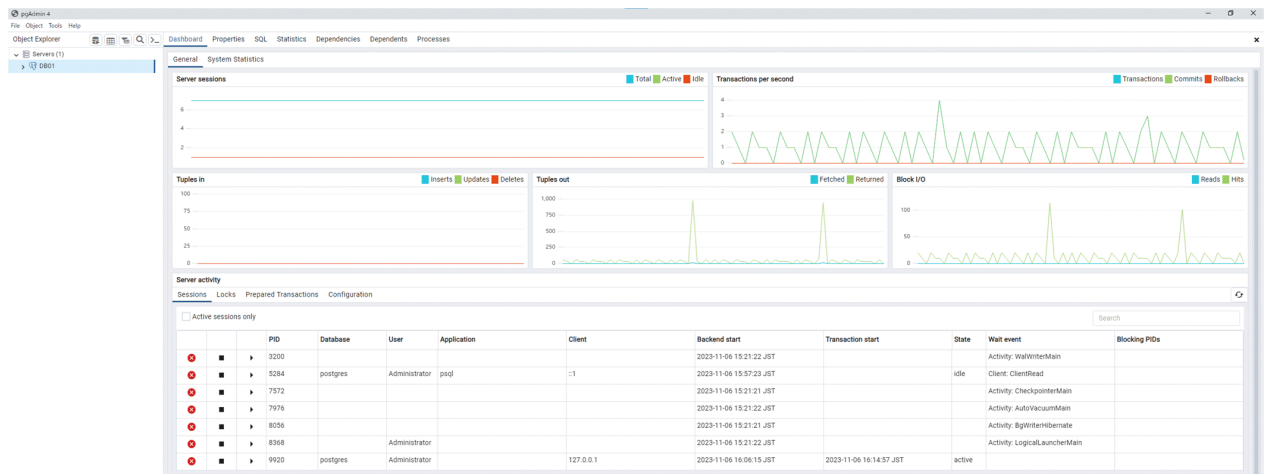 pgAdmin 4
File Object Tools Help
Object Explorer
Dashboard Properties SQL Statistics Dependencies Dependents Processes
Servers (1)
DB01
General System Statistics
Server sessions Total Active Idle
6
4
2
Transactions per second Transactions Commits Rollbacks
4
3
2
1
0
Tuples in Inserts Updates Deletes
100
75
50
25
0
Tuples out Fetched Returned
1,000
750
500
250
0
Block I/O Reads Hits
100
50
0
Server activity
Sessions Locks Prepared Transactions Configuration
Active sessions only Search
PID Database User Application Client Backend start Transaction start State Wait event Blocking PIDs
3200 2023-11-06 15:21:22 JST Activity: WalWriterMain
5284 postgres Administrator psql ::1 2023-11-06 15:57:23 JST idle Client: ClientRead
7572 2023-11-06 15:21:21 JST Activity: CheckpointerMain
7976 2023-11-06 15:21:22 JST Activity: AutoVacuumMain
8056 2023-11-06 15:21:21 JST Activity: BgWriterHibernate
8368 Administrator 2023-11-06 15:21:22 JST Activity: LogicalLauncherMain
9920 postgres Administrator 127.0.0.1 2023-11-06 16:06:15 JST 2023-11-06 16:14:57 JST active